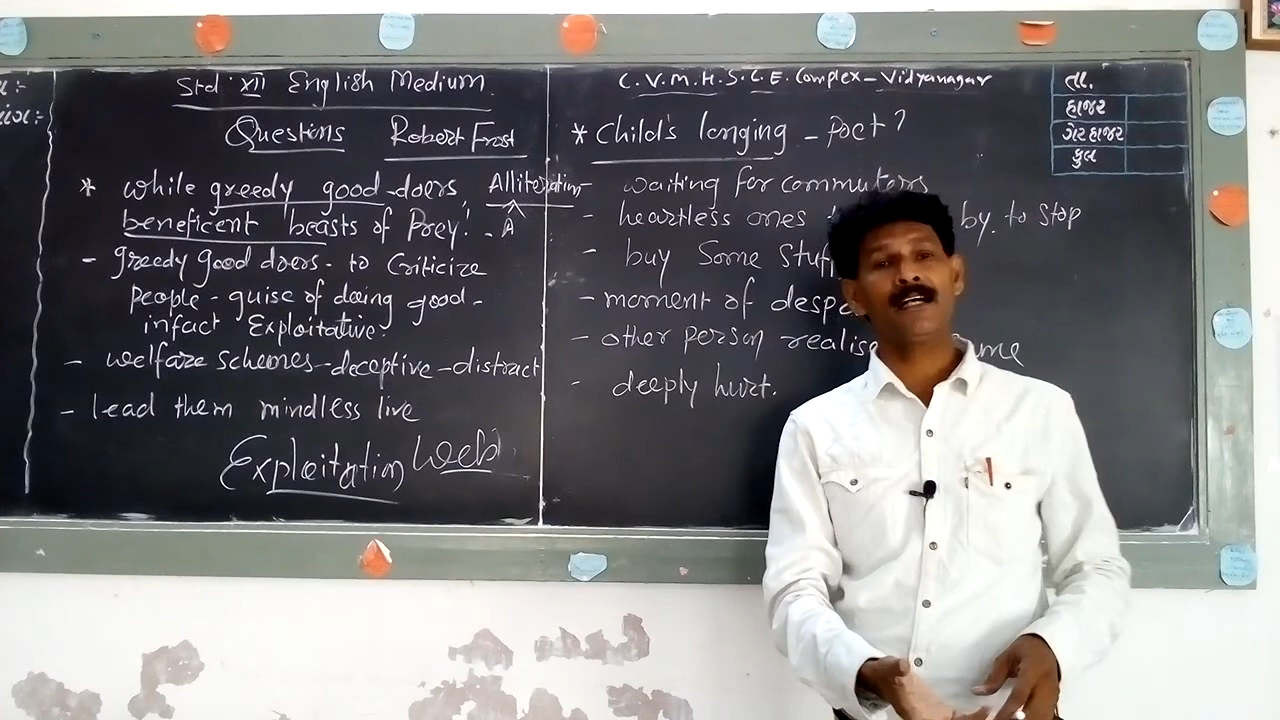 Std XII English Medium
Questions Robert Frost
* while greedy good-doers, Alliteration
beneficent beasts of Prey! - A
- greedy good doers - to Criticize
people - guise of doing good -
infact Exploitative.
- welfare schemes - deceptive - distract
- lead them mindless live
Exploitation Web
C.V.M.H.S.C.E. Complex - Vidyanagar
* Child's longing - Poet?
- waiting for commuters
- heartless ones by. to stop
- buy Some
- moment of
- other person
- deeply hurt.
તા.
હાજર
ગેરહાજર
કુલ